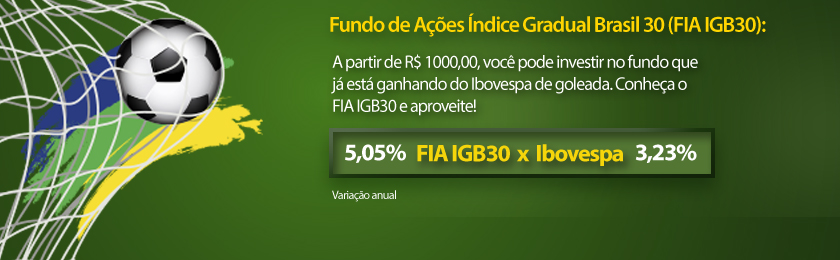 Fundo de Ações Índice Gradual Brasil 30 (FIA IGB30):
A partir de R$ 1000,00, você pode investir no fundo que
já está ganhando do Ibovespa de goleada. Conheça o
FIA IGB30 e aproveite!
5,05% FIA IGB30 x Ibovespa 3,23%
Variação anual